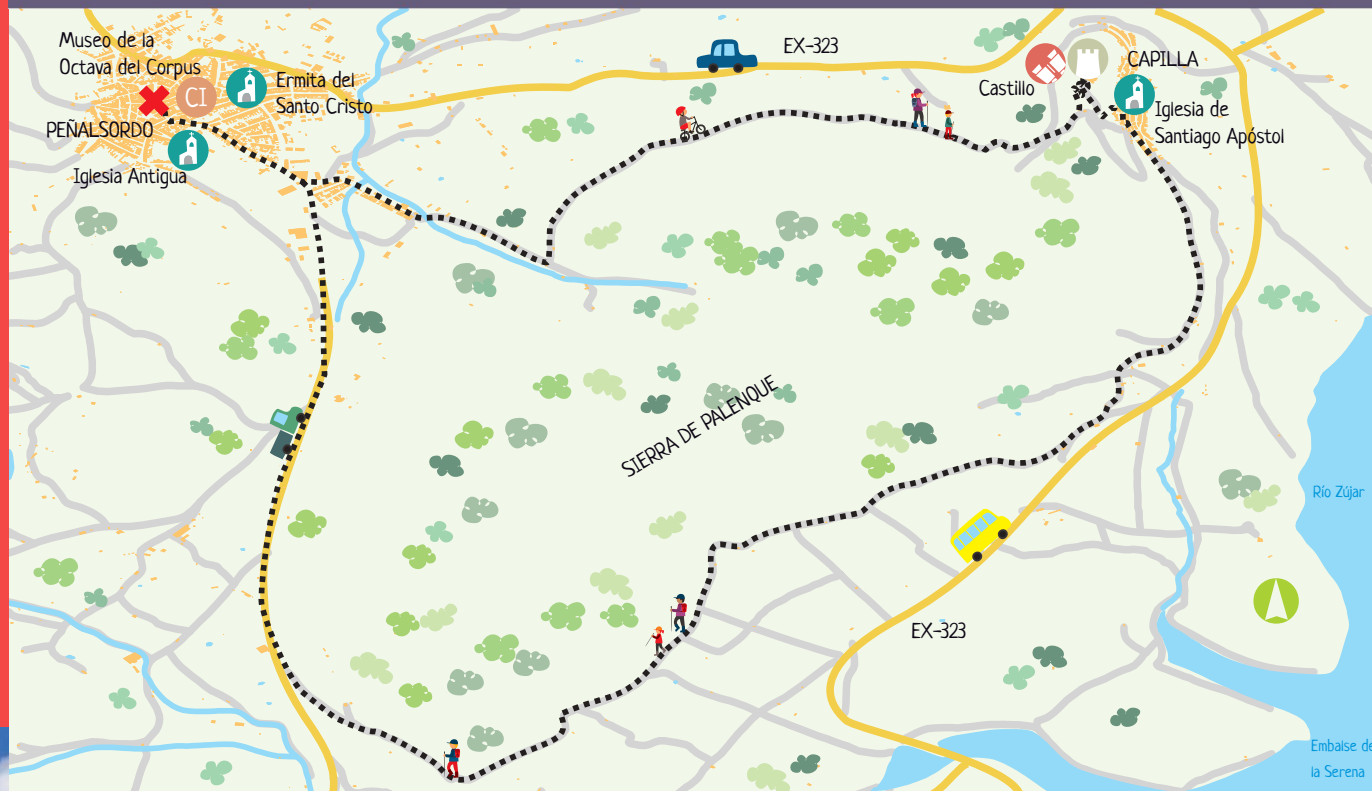 Museo de la
Octava del Corpus
CI
Ermita del
Santo Cristo
PEÑALSORDO
Iglesia Antigua
EX-323
CAPILLA
Castillo
Iglesia de
Santiago Apóstol
SIERRA DE PALENQUE
Río Zújar
EX-323
Embalse de
la Serena